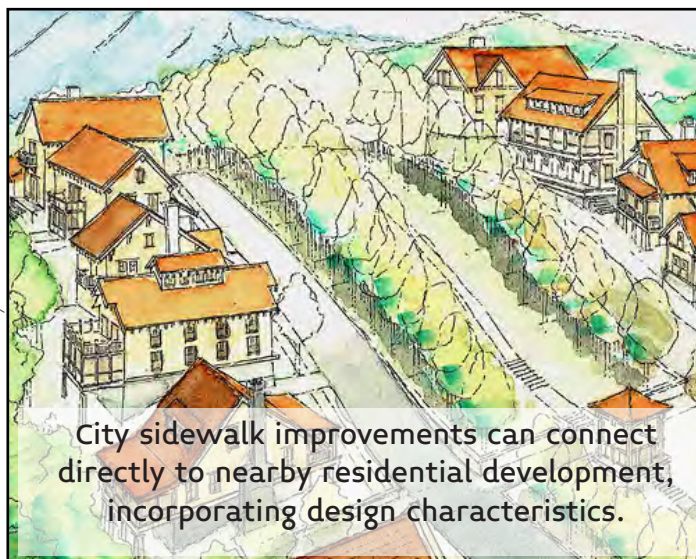 City sidewalk improvements can connect
directly to nearby residential development,
incorporating design characteristics.